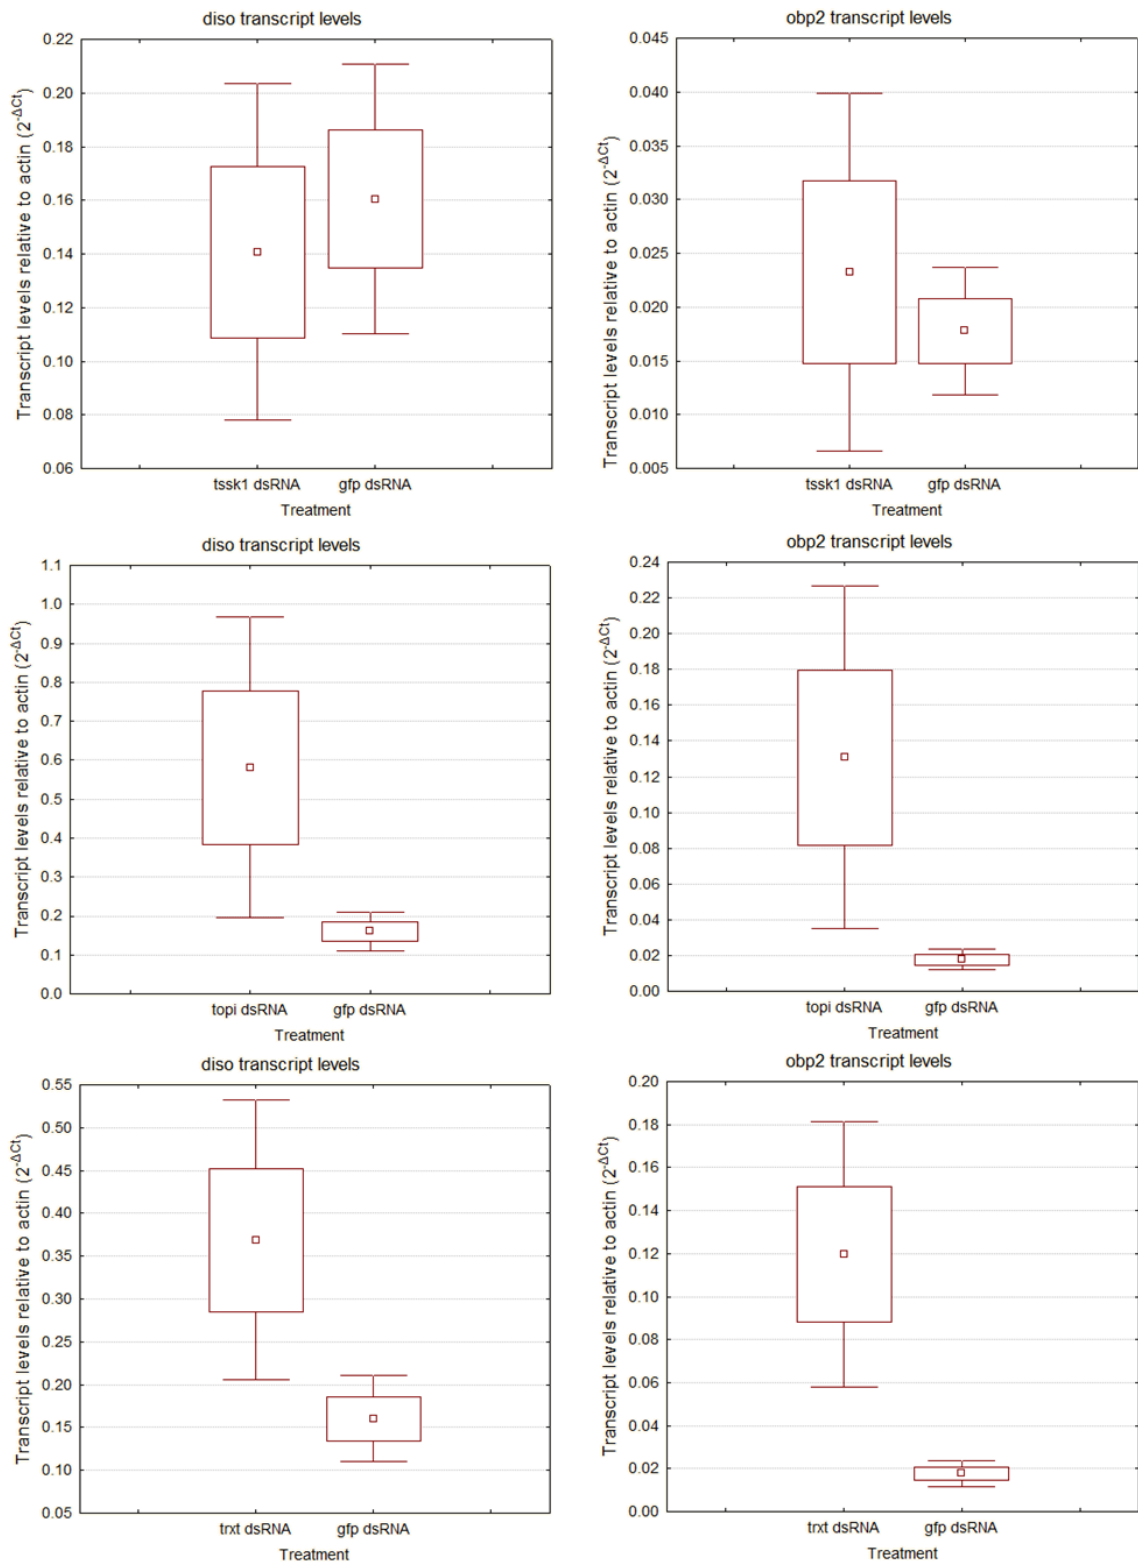 diso transcript levels
Transcript levels relative to actin (2^-ΔCt)
0.22
0.20
0.18
0.16
0.14
0.12
0.10
0.08
0.06
tssk1 dsRNA gfp dsRNA
Treatment
obp2 transcript levels
Transcript levels relative to actin (2^-ΔCt)
0.045
0.040
0.035
0.030
0.025
0.020
0.015
0.010
0.005
tssk1 dsRNA gfp dsRNA
Treatment
diso transcript levels
Transcript levels relative to actin (2^-ΔCt)
1.1
1.0
0.9
0.8
0.7
0.6
0.5
0.4
0.3
0.2
0.1
0.0
topi dsRNA gfp dsRNA
Treatment
obp2 transcript levels
Transcript levels relative to actin (2^-ΔCt)
0.24
0.22
0.20
0.18
0.16
0.14
0.12
0.10
0.08
0.06
0.04
0.02
0.00
topi dsRNA gfp dsRNA
Treatment
diso transcript levels
Transcript levels relative to actin (2^-ΔCt)
0.55
0.50
0.45
0.40
0.35
0.30
0.25
0.20
0.15
0.10
0.05
trxt dsRNA gfp dsRNA
Treatment
obp2 transcript levels
Transcript levels relative to actin (2^-ΔCt)
0.20
0.18
0.16
0.14
0.12
0.10
0.08
0.06
0.04
0.02
0.00
trxt dsRNA gfp dsRNA
Treatment